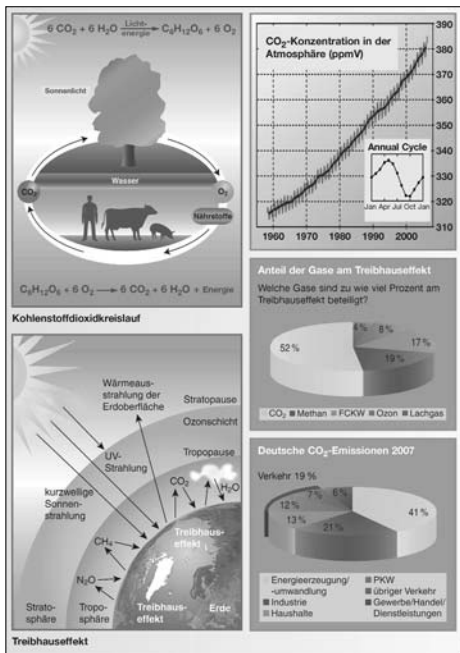 6 CO₂ + 6 H₂O Licht-energie C₆H₁₂O₆ + 6 O₂
Sonnenlicht
Wasser
CO₂
O₂
Nährstoffe
C₆H₁₂O₆ + 6 O₂ 6 CO₂ + 6 H₂O + Energie
Kohlenstoffdioxidkreislauf
CO₂-Konzentration in der
Atmosphäre (ppmV)
390
380
370
360
350
340
330
320
310
Annual Cycle
Jan Apr Jul Oct Jan
1960 1970 1980 1990 2000
Anteil der Gase am Treibhauseffekt
Welche Gase sind zu wie viel Prozent am
Treibhauseffekt beteiligt?
4 % 8 %
52 %
17 %
19 %
CO₂ Methan FCKW Ozon Lachgas
Wärmeaus-
strahlung der
Erdoberfläche
Stratopause
Ozonschicht
Tropopause
UV-
Strahlung
kurzwellige
Sonnen-
strahlung
CO₂
H₂O
CH₄
N₂O
Treibhaus-
effekt
Treibhaus-
effekt
Erde
Strato-
sphäre
Tropo-
sphäre
Treibhauseffekt
Deutsche CO₂-Emissionen 2007
Verkehr 19 %
7 % 6 %
12 %
13 %
21 %
41 %
Energieerzeugung/
-umwandlung
Industrie
Haushalte
PKW
übriger Verkehr
Gewerbe/Handel/
Dienstleistungen